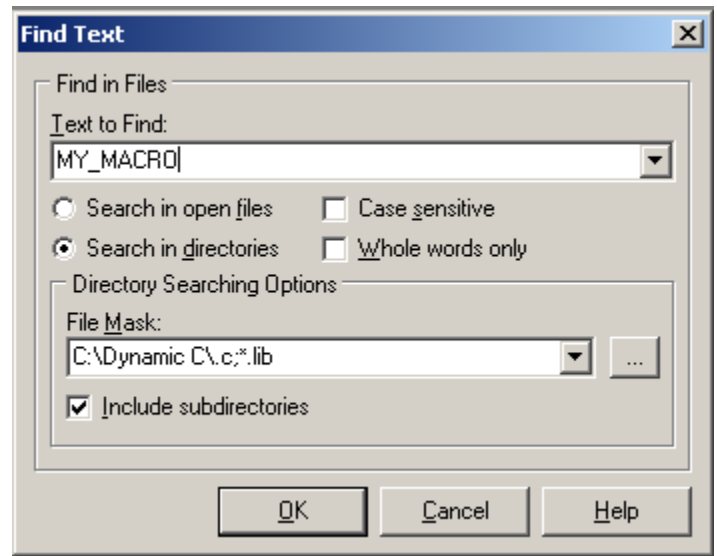 Find Text
Find in Files
Text to Find:
MY_MACRO
Search in open files
Case sensitive
Search in directories
Whole words only
Directory Searching Options
File Mask:
C:\Dynamic C\.c;*.lib
...
Include subdirectories
OK
Cancel
Help